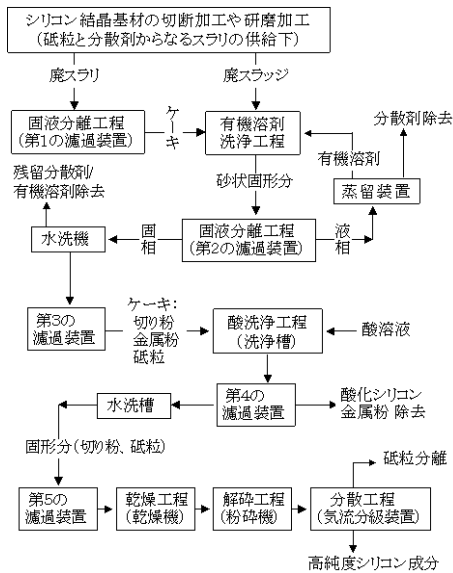 シリコン結晶基材の切断加工や研磨加工
(砥粒と分散剤からなるスラリの供給下)
廃スラリ
廃スラッジ
固液分離工程
(第1の濾過装置)
ケーキ
有機溶剤
洗浄工程
分散剤除去
有機溶剤
蒸留装置
残留分散剤/
有機溶剤除去
砂状固形分
水洗機
固相
固液分離工程
(第2の濾過装置)
液相
第3の
濾過装置
ケーキ:
切り粉
金属粉
砥粒
酸洗浄工程
(洗浄槽)
酸溶液
水洗槽
第4の
濾過装置
酸化シリコン
金属粉 除去
固形分(切り粉、砥粒)
砥粒分離
第5の
濾過装置
乾燥工程
(乾燥機)
解砕工程
(粉砕機)
分散工程
(気流分級装置)
高純度シリコン成分